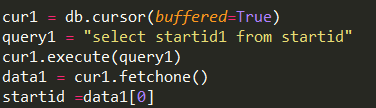 cur1 = db.cursor(buffered=True)
query1 = "select startid1 from startid"
cur1.execute(query1)
data1 = cur1.fetchone()
startid =data1[0]